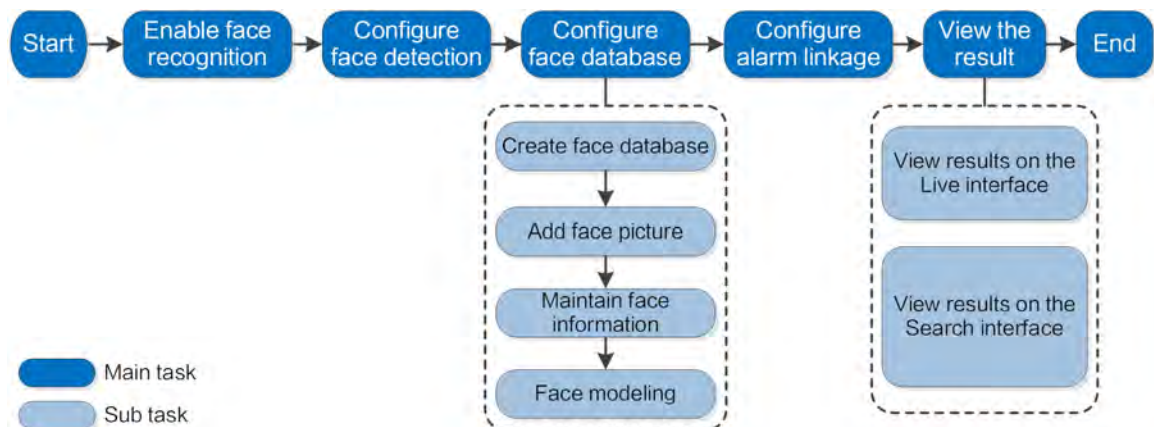 Start
Enable face
recognition
Configure
face detection
Configure
face database
Configure
alarm linkage
View the
result
End
Create face database
Add face picture
Maintain face
information
Face modeling
View results on the
Live interface
View results on the
Search interface
Main task
Sub task